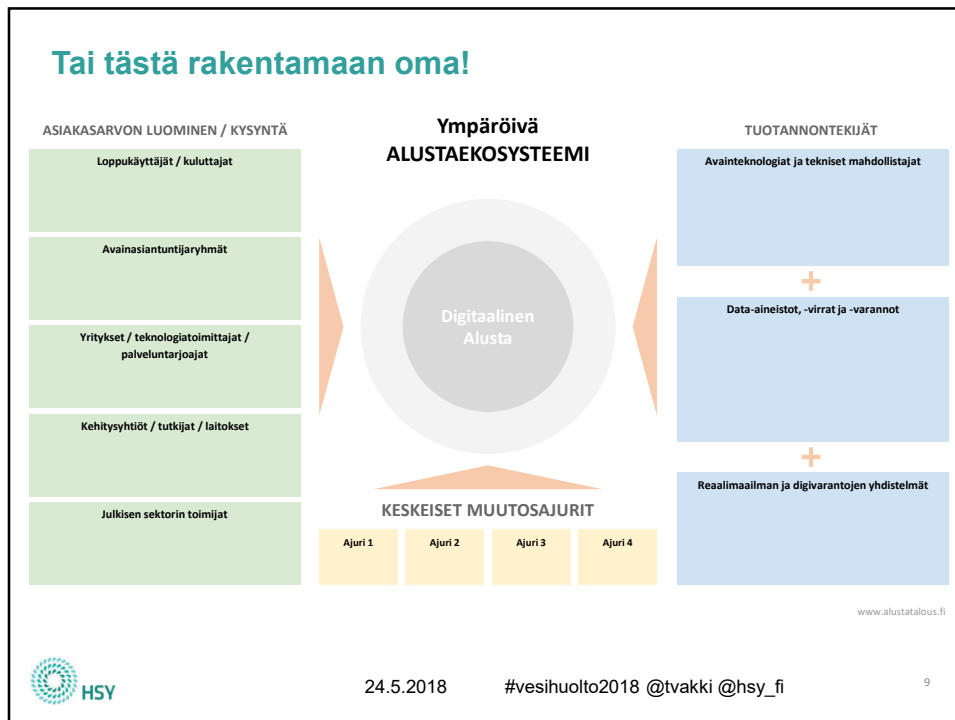 Tai tästä rakentamaan oma!
ASIAKASARVON LUOMINEN / KYSYNTÄ
Loppukäyttäjät / kuluttajat
Avainasiantuntijaryhmät
Yritykset / teknologiatoimittajat /
palveluntarjoajat
Kehitysyhtiöt / tutkijat / laitokset
Julkisen sektorin toimijat
Ympäröivä
ALUSTAEKOSYSTEEMI
Digitaalinen
Alusta
KESKEISET MUUTOSAJURIT
Ajuri 1
Ajuri 2
Ajuri 3
Ajuri 4
TUOTANNONTEKIJÄT
Avainteknologiat ja tekniset mahdollistajat
+
Data-aineistot, -virrat ja -varannot
+
Reaalimaailman ja digivarantojen yhdistelmät
www.alustatalous.fi
HSY
24.5.2018
#vesihuolto2018 @tvakki @hsy_fi
9